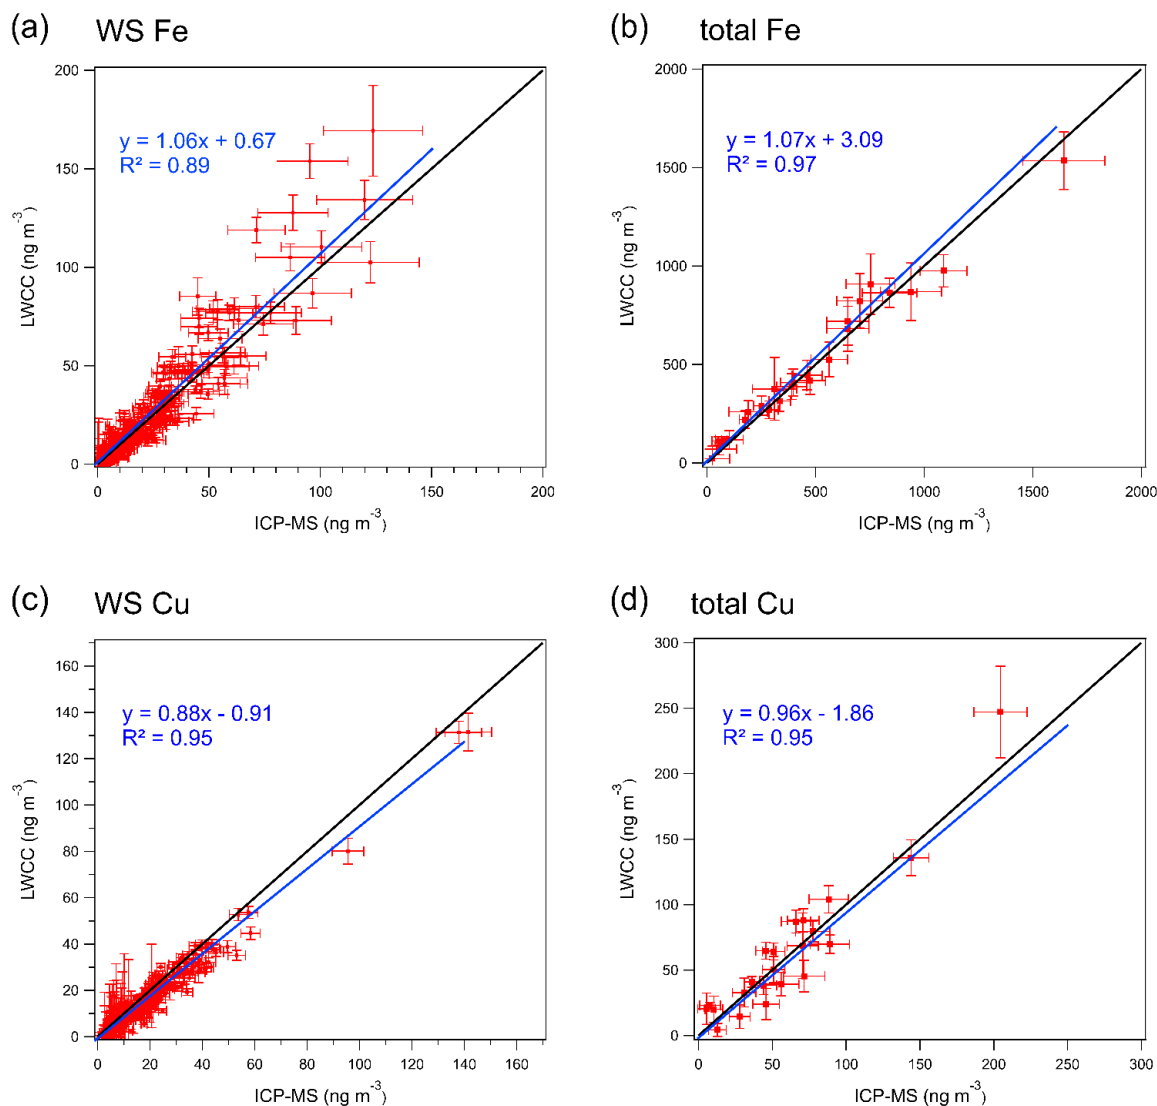 (a) WS Fe
200
150
100
50
0
LWCC (ng m⁻³)
y = 1.06x + 0.67
R² = 0.89
0 50 100 150 200
ICP-MS (ng m⁻³)
(b) total Fe
2000
1500
1000
500
0
LWCC (ng m⁻³)
y = 1.07x + 3.09
R² = 0.97
0 500 1000 1500 2000
ICP-MS (ng m⁻³)
(c) WS Cu
160
140
120
100
80
60
40
20
0
LWCC (ng m⁻³)
y = 0.88x - 0.91
R² = 0.95
0 20 40 60 80 100 120 140 160
ICP-MS (ng m⁻³)
(d) total Cu
300
250
200
150
100
50
0
LWCC (ng m⁻³)
y = 0.96x - 1.86
R² = 0.95
0 50 100 150 200 250 300
ICP-MS (ng m⁻³)